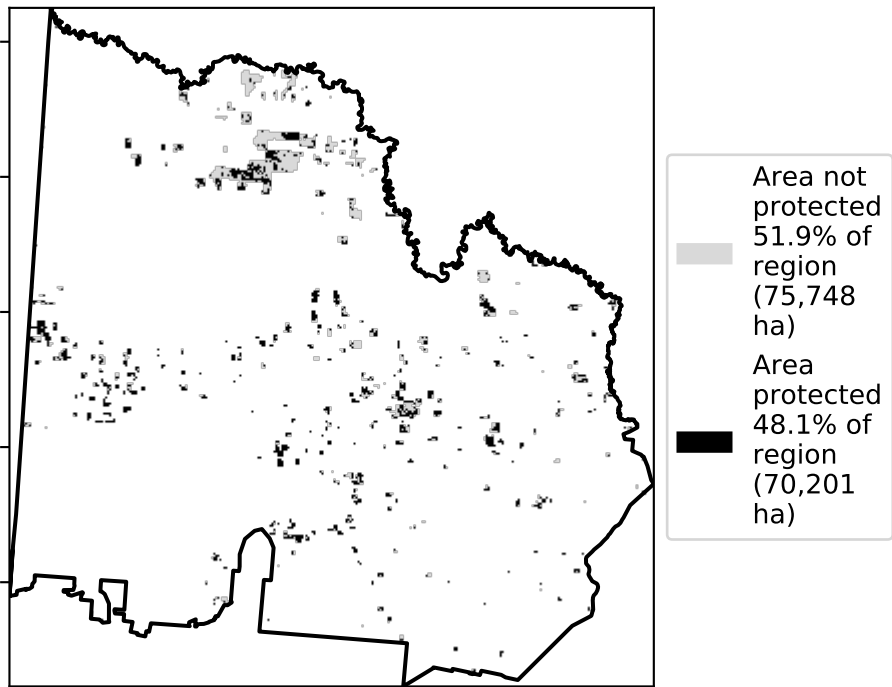 Area not
protected
51.9% of
region
(75,748
ha)
Area
protected
48.1% of
region
(70,201
ha)